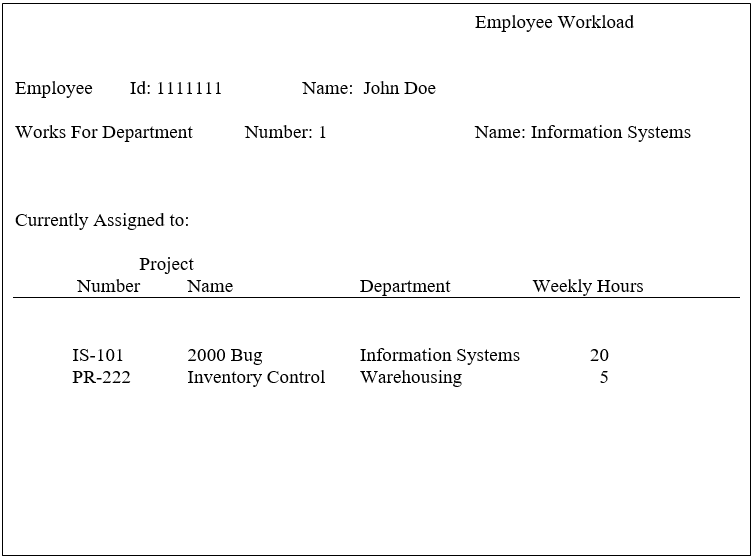 Employee Workload
Employee Id: 1111111 Name: John Doe
Works For Department Number: 1 Name: Information Systems
Currently Assigned to:
Project
Number Name Department Weekly Hours
IS-101 2000 Bug Information Systems 20
PR-222 Inventory Control Warehousing 5